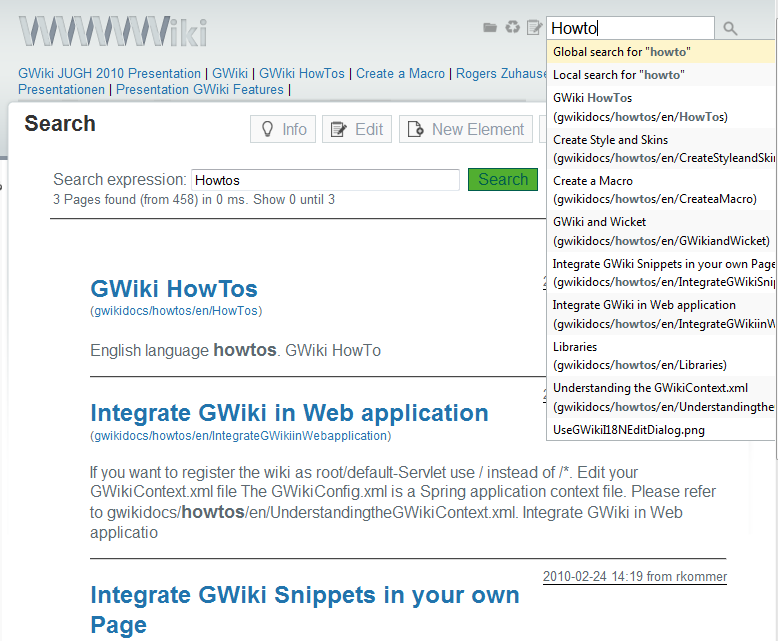 WWWWiki
Howto
GWiki JUGH 2010 Presentation | GWiki | GWiki HowTos | Create a Macro | Rogers Zuhause
Presentationen | Presentation GWiki Features |
Global search for "howto"
Local search for "howto"
GWiki HowTos
(gwikidocs/howtos/en/HowTos)
Create Style and Skins
(gwikidocs/howtos/en/CreateStyleandSkin
Create a Macro
(gwikidocs/howtos/en/CreateaMacro)
GWiki and Wicket
(gwikidocs/howtos/en/GWikiandWicket)
Integrate GWiki Snippets in your own Page
(gwikidocs/howtos/en/IntegrateGWikiSnip
Integrate GWiki in Web application
(gwikidocs/howtos/en/IntegrateGWikiinW
Libraries
(gwikidocs/howtos/en/Libraries)
Understanding the GWikiContext.xml
(gwikidocs/howtos/en/Understandingthe
UseGWikiI18NEditDialog.png
Search
Info
Edit
New Element
Search expression: Howtos Search
3 Pages found (from 458) in 0 ms. Show 0 until 3
GWiki HowTos
(gwikidocs/howtos/en/HowTos)
English language howtos. GWiki HowTo
Integrate GWiki in Web application
(gwikidocs/howtos/en/IntegrateGWikiinWebapplication)
If you want to register the wiki as root/default-Servlet use / instead of /*. Edit your
GWikiContext.xml file The GWikiConfig.xml is a Spring application context file. Please refer
to gwikidocs/howtos/en/UnderstandingtheGWikiContext.xml. Integrate GWiki in Web
applicatio
2010-02-24 14:19 from rkommer
Integrate GWiki Snippets in your own
Page